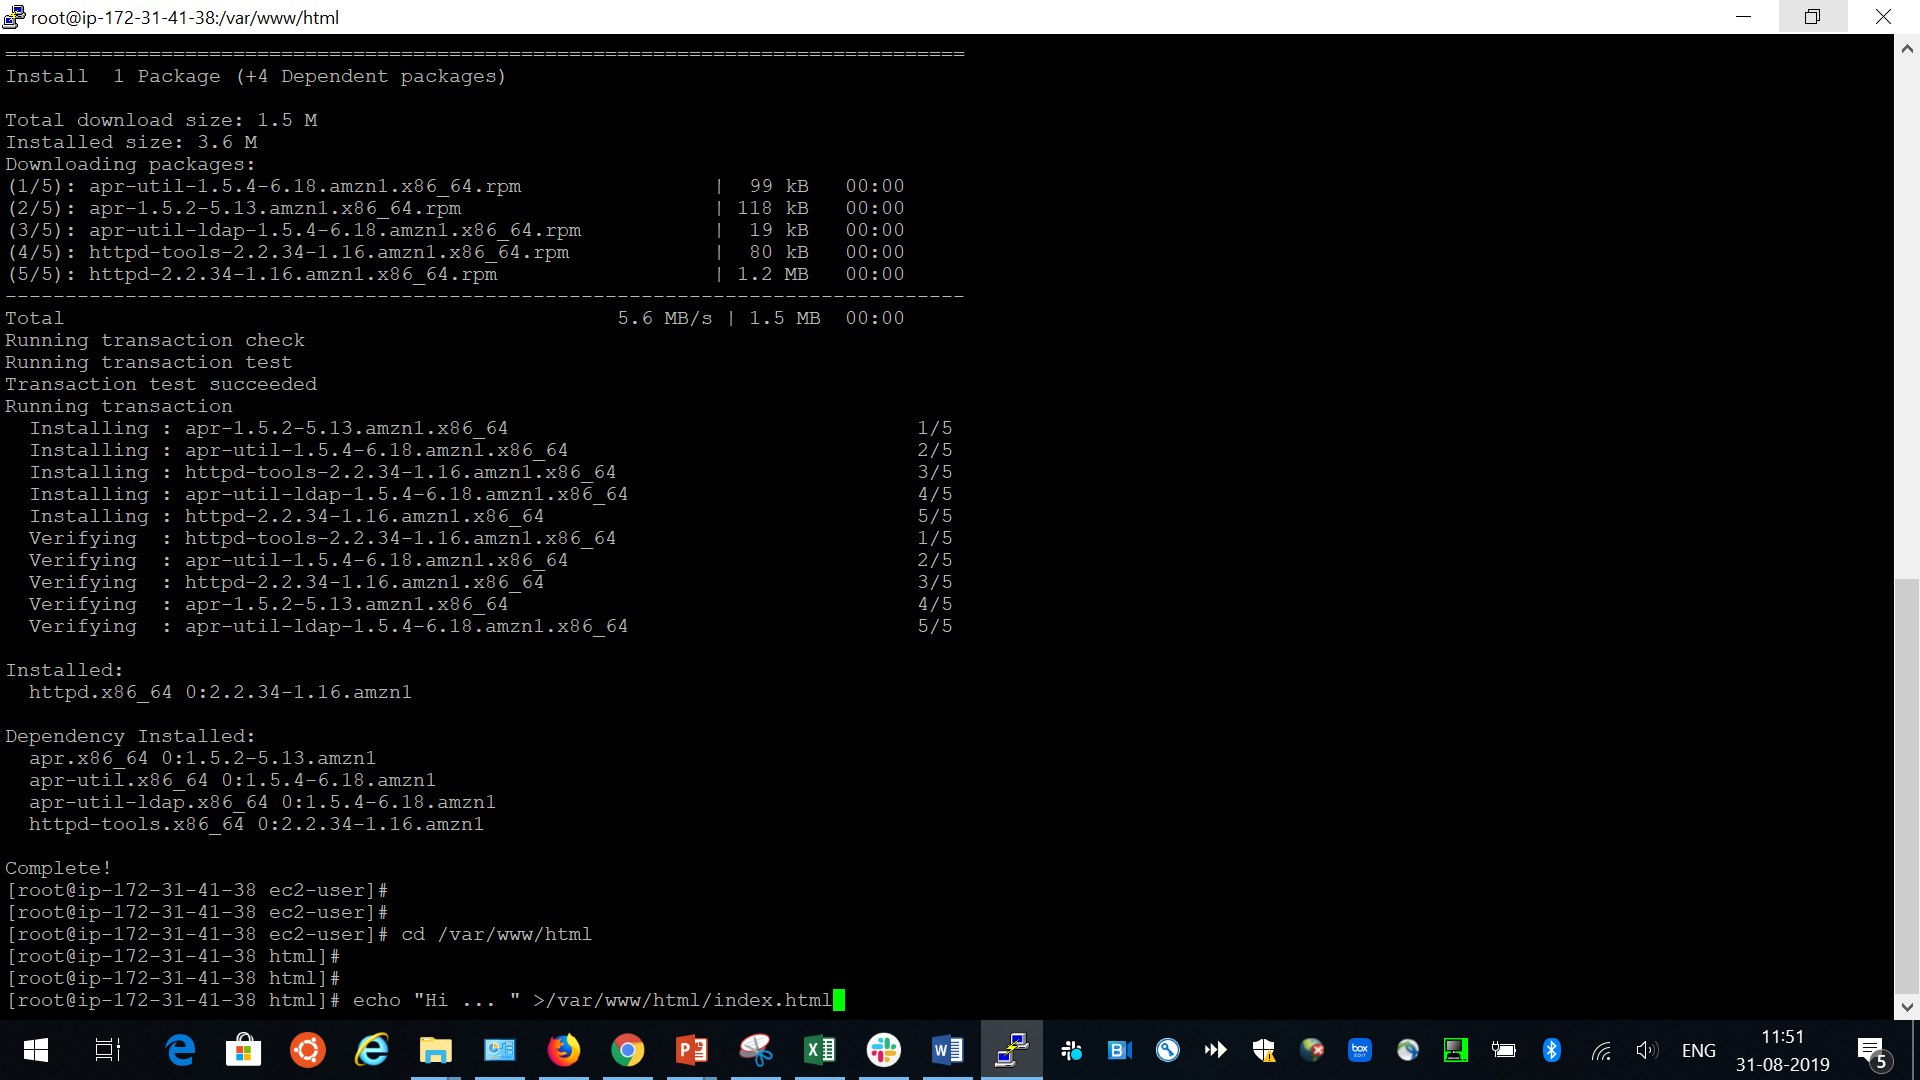 root@ip-172-31-41-38:/var/www/html
================================================================================
Install  1 Package (+4 Dependent packages)
Total download size: 1.5 M
Installed size: 3.6 M
Downloading packages:
(1/5): apr-util-1.5.4-6.18.amzn1.x86_64.rpm                |  99 kB   00:00
(2/5): apr-1.5.2-5.13.amzn1.x86_64.rpm                     | 118 kB   00:00
(3/5): apr-util-ldap-1.5.4-6.18.amzn1.x86_64.rpm           |  19 kB   00:00
(4/5): httpd-tools-2.2.34-1.16.amzn1.x86_64.rpm            |  80 kB   00:00
(5/5): httpd-2.2.34-1.16.amzn1.x86_64.rpm                  | 1.2 MB   00:00
--------------------------------------------------------------------------------
Total                                              5.6 MB/s | 1.5 MB  00:00
Running transaction check
Running transaction test
Transaction test succeeded
Running transaction
  Installing : apr-1.5.2-5.13.amzn1.x86_64                                  1/5
  Installing : apr-util-1.5.4-6.18.amzn1.x86_64                             2/5
  Installing : httpd-tools-2.2.34-1.16.amzn1.x86_64                         3/5
  Installing : apr-util-ldap-1.5.4-6.18.amzn1.x86_64                        4/5
  Installing : httpd-2.2.34-1.16.amzn1.x86_64                               5/5
  Verifying  : httpd-tools-2.2.34-1.16.amzn1.x86_64                         1/5
  Verifying  : apr-util-1.5.4-6.18.amzn1.x86_64                             2/5
  Verifying  : httpd-2.2.34-1.16.amzn1.x86_64                               3/5
  Verifying  : apr-1.5.2-5.13.amzn1.x86_64                                  4/5
  Verifying  : apr-util-ldap-1.5.4-6.18.amzn1.x86_64                        5/5
Installed:
  httpd.x86_64 0:2.2.34-1.16.amzn1
Dependency Installed:
  apr.x86_64 0:1.5.2-5.13.amzn1
  apr-util.x86_64 0:1.5.4-6.18.amzn1
  apr-util-ldap.x86_64 0:1.5.4-6.18.amzn1
  httpd-tools.x86_64 0:2.2.34-1.16.amzn1
Complete!
[root@ip-172-31-41-38 ec2-user]#
[root@ip-172-31-41-38 ec2-user]#
[root@ip-172-31-41-38 ec2-user]# cd /var/www/html
[root@ip-172-31-41-38 html]#
[root@ip-172-31-41-38 html]#
[root@ip-172-31-41-38 html]# echo "Hi ... " >/var/www/html/index.html
box
ENG
11:51
31-08-2019
5